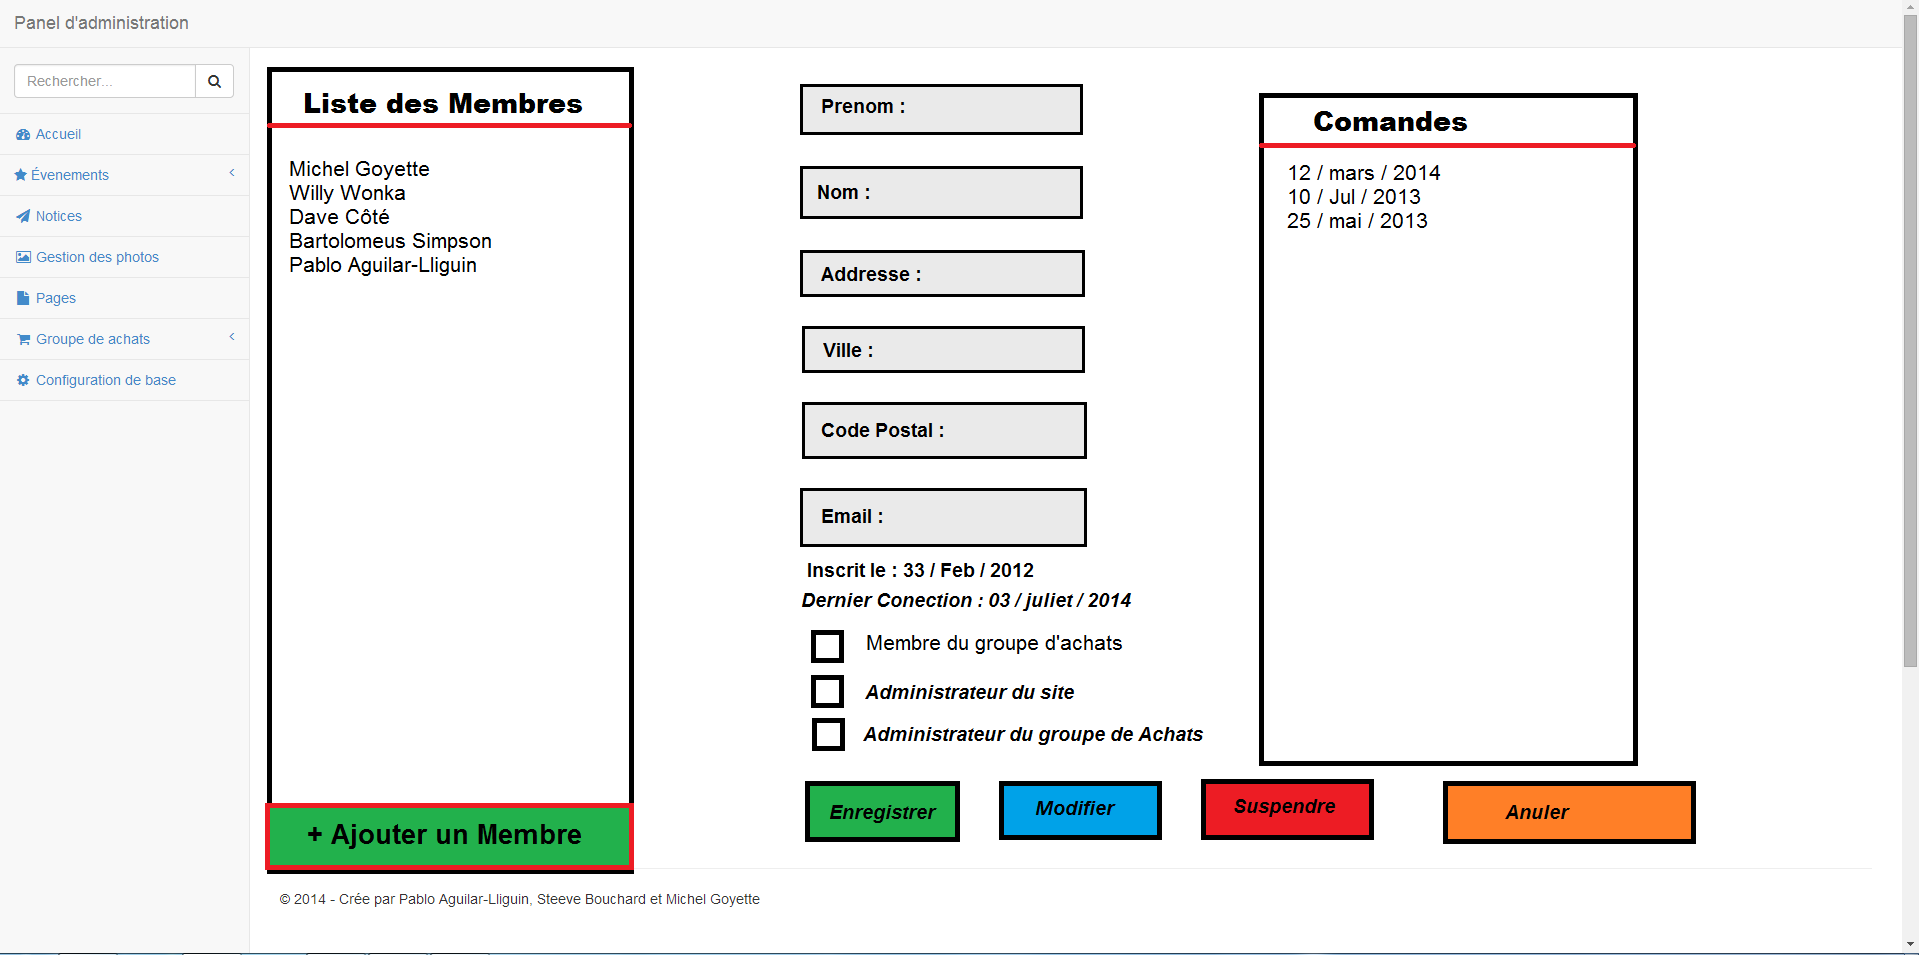 Panel d'administration
Rechercher...
Accueil
Évenements
Notices
Gestion des photos
Pages
Groupe de achats
Configuration de base
Liste des Membres
Michel Goyette
Willy Wonka
Dave Côté
Bartolomeus Simpson
Pablo Aguilar-Lliguin
+ Ajouter un Membre
Prenom :
Nom :
Addresse :
Ville :
Code Postal :
Email :
Inscrit le : 33 / Feb / 2012
Dernier Conection : 03 / juliet / 2014
Membre du groupe d'achats
Administrateur du site
Administrateur du groupe de Achats
Comandes
12 / mars / 2014
10 / Jul / 2013
25 / mai / 2013
Enregistrer
Modifier
Suspendre
Anuler
© 2014 - Crée par Pablo Aguilar-Lliguin, Steeve Bouchard et Michel Goyette